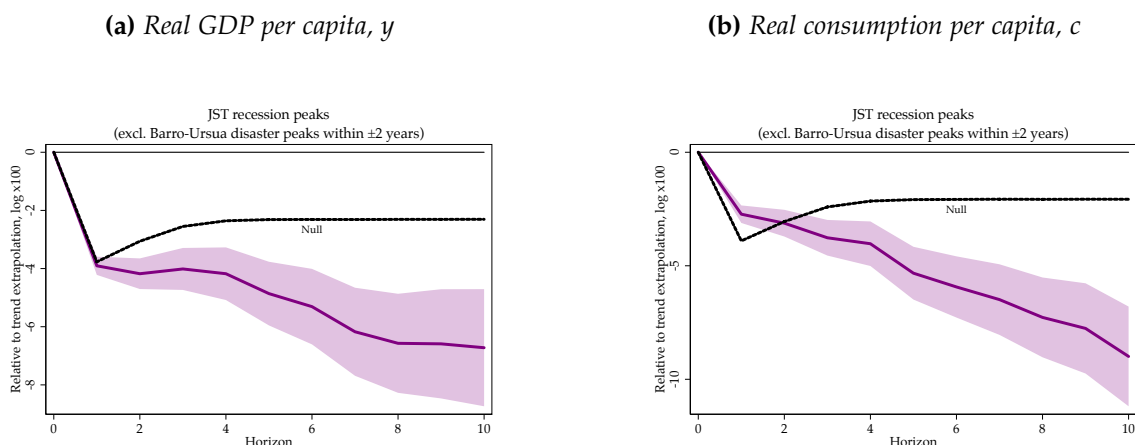 (a) Real GDP per capita, y
JST recession peaks
(excl. Barro-Ursua disaster peaks within ±2 years)
Relative to trend extrapolation, log x100
0
-2
-4
-6
-8
Null
0
2
4
6
8
10
Horizon
(b) Real consumption per capita, c
JST recession peaks
(excl. Barro-Ursua disaster peaks within ±2 years)
Relative to trend extrapolation, log x100
0
-5
-10
Null
0
2
4
6
8
10
Horizon